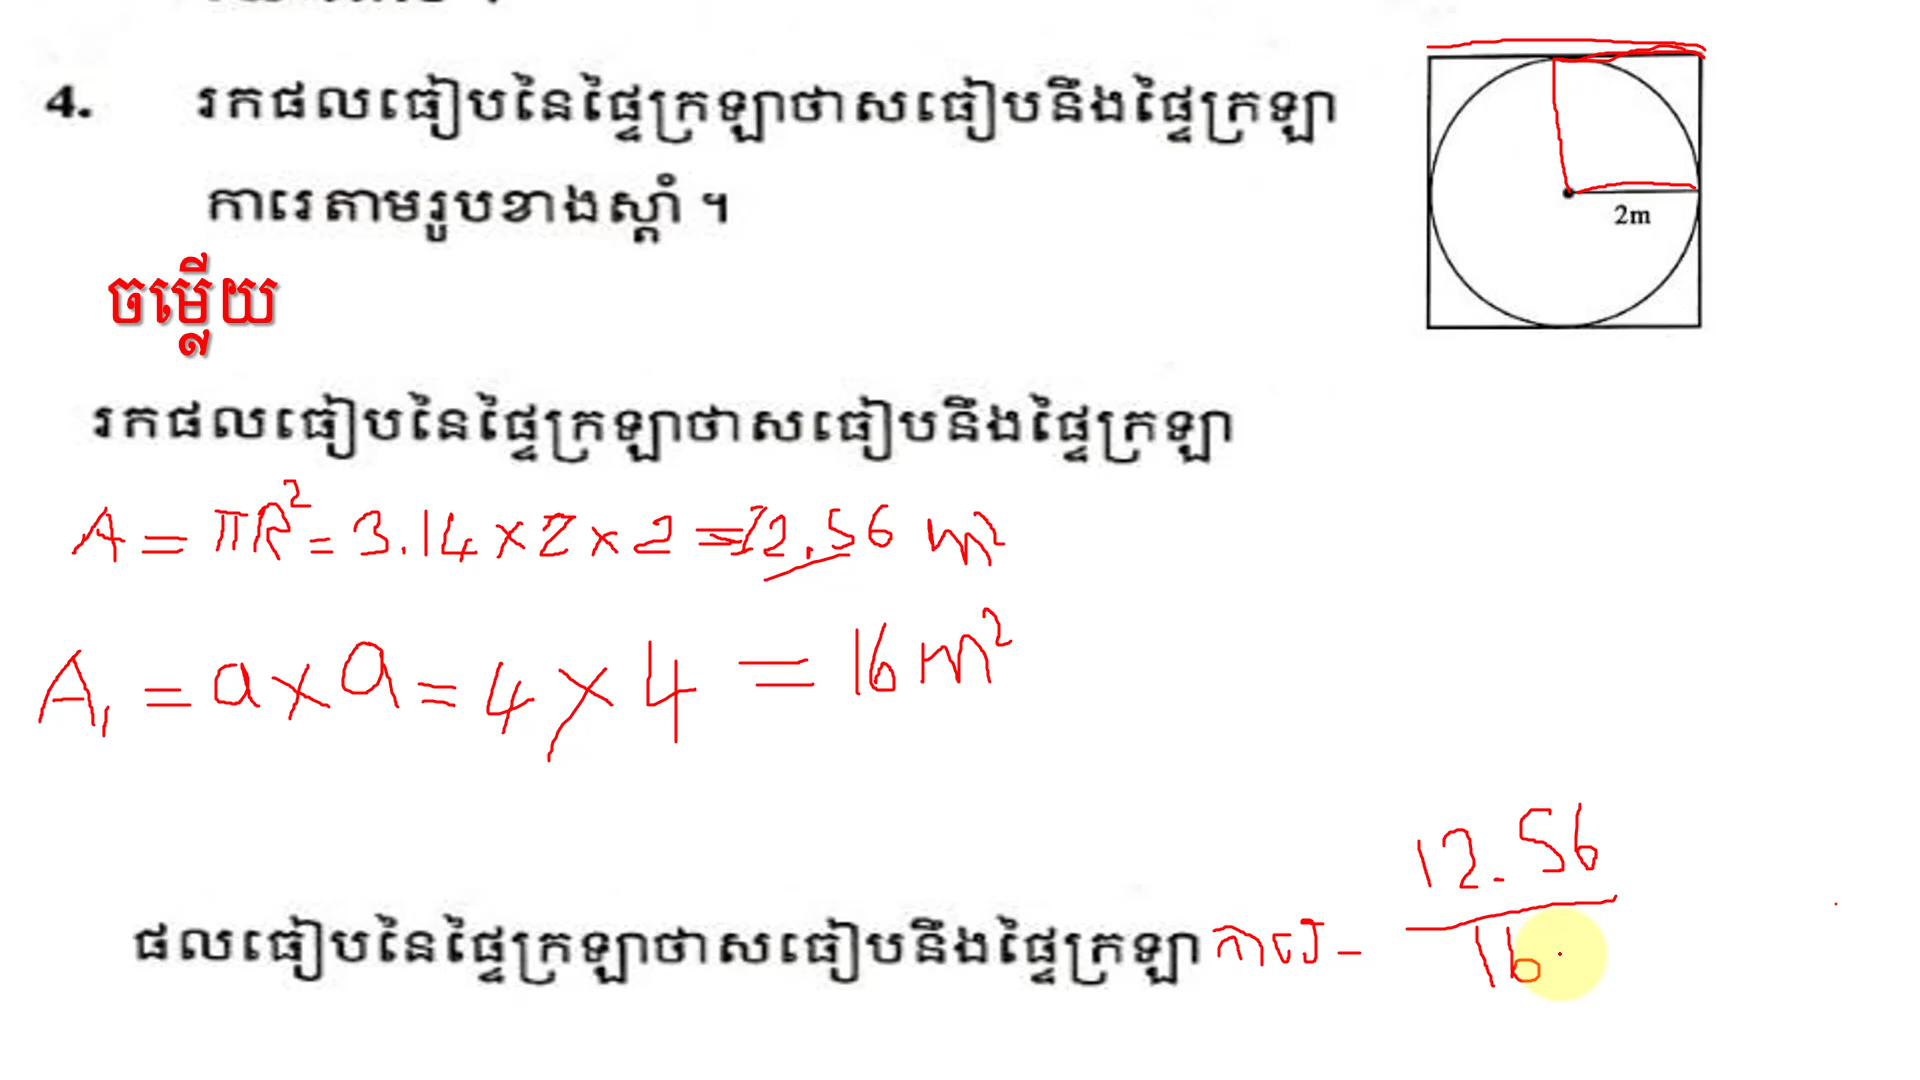 4. រកផលធៀបនៃផ្ទៃក្រឡាថាសធៀបនឹងផ្ទៃក្រឡា
ការេតាមរូបខាងស្តាំ ។
2m
ចម្លើយ
រកផលធៀបនៃផ្ទៃក្រឡាថាសធៀបនឹងផ្ទៃក្រឡា
A = πR² = 3.14 × 2 × 2 = 12.56 m²
A₁ = a × a = 4 × 4 = 16 m²
12.56
ផលធៀបនៃផ្ទៃក្រឡាថាសធៀបនឹងផ្ទៃក្រឡា ការេ –
16